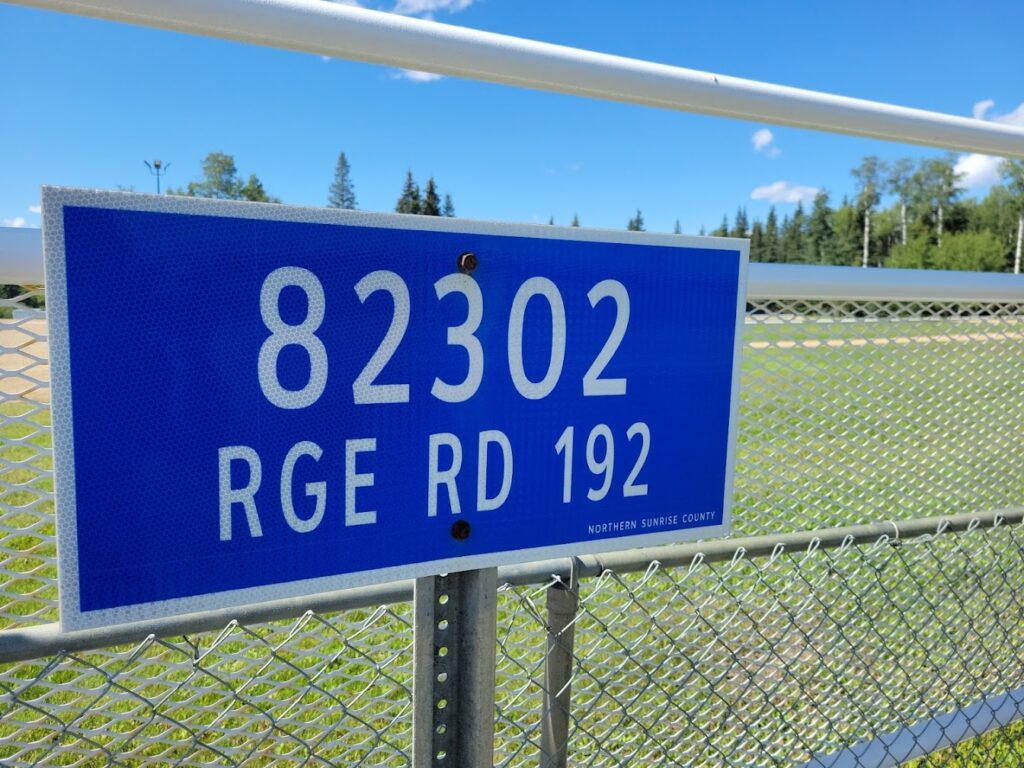 82302
RGE RD 192
NORTHERN SUNRISE COUNTY